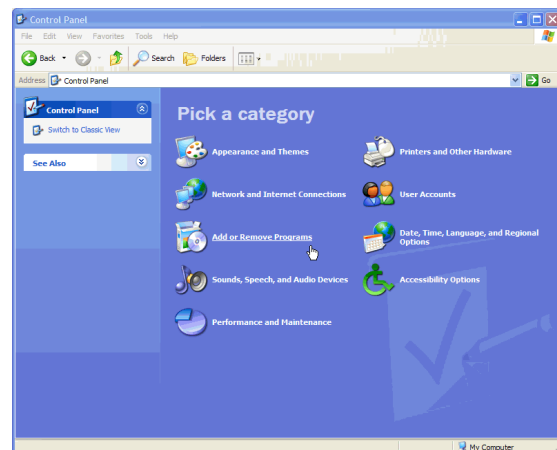 Control Panel
File Edit View Favorites Tools Help
Back Search Folders
Address Control Panel Go
Control Panel
Switch to Classic View
See Also
Pick a category
Appearance and Themes
Printers and Other Hardware
Network and Internet Connections
User Accounts
Add or Remove Programs
Date, Time, Language, and Regional
Options
Sounds, Speech, and Audio Devices
Accessibility Options
Performance and Maintenance
My Computer